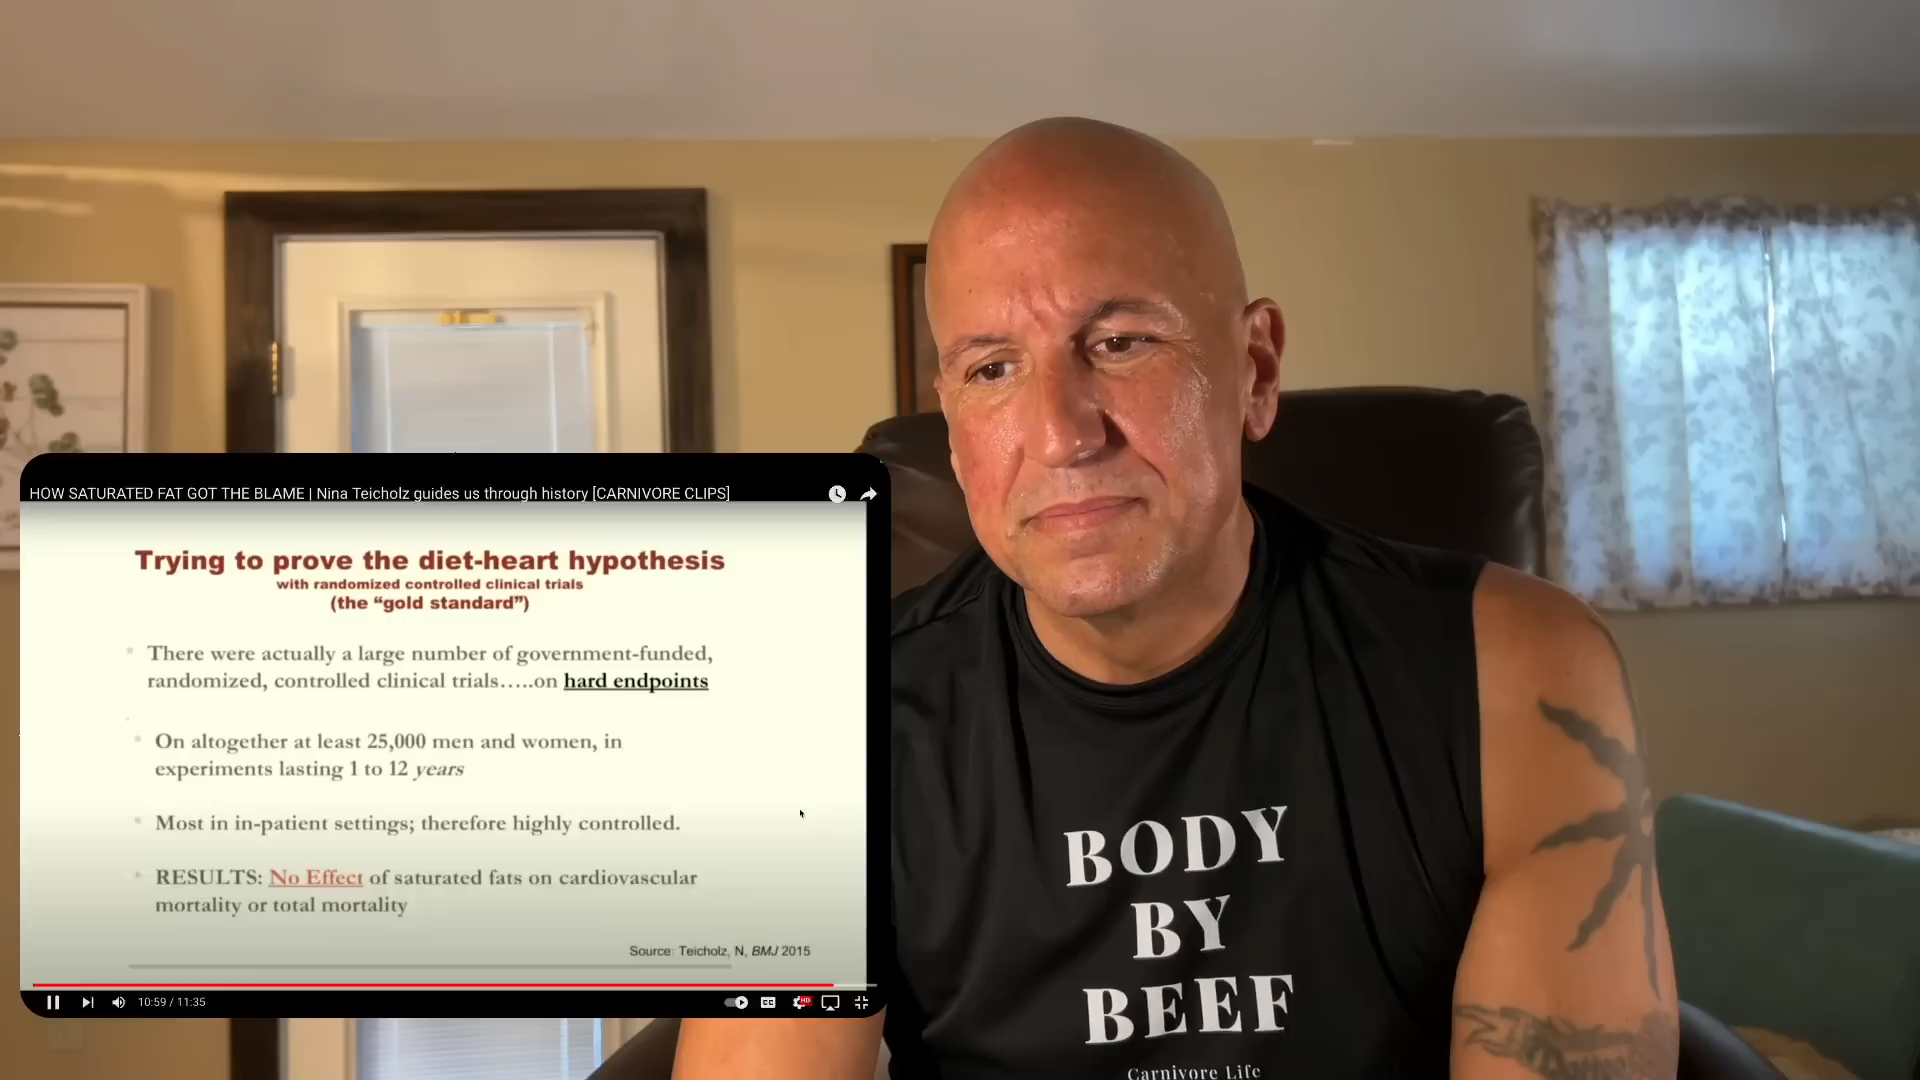 HOW SATURATED FAT GOT THE BLAME | Nina Teicholz guides us through history [CARNIVORE CLIPS]
Trying to prove the diet-heart hypothesis
with randomized controlled clinical trials
(the “gold standard”)
There were actually a large number of government-funded,
randomized, controlled clinical trials…..on hard endpoints
On altogether at least 25,000 men and women, in
experiments lasting 1 to 12 years
Most in in-patient settings; therefore highly controlled.
RESULTS: No Effect of saturated fats on cardiovascular
mortality or total mortality
Source: Teicholz, N, BMJ 2015
10:59 / 11:35
CC
HD
BODY
BY
BEEF
Carnivore Life